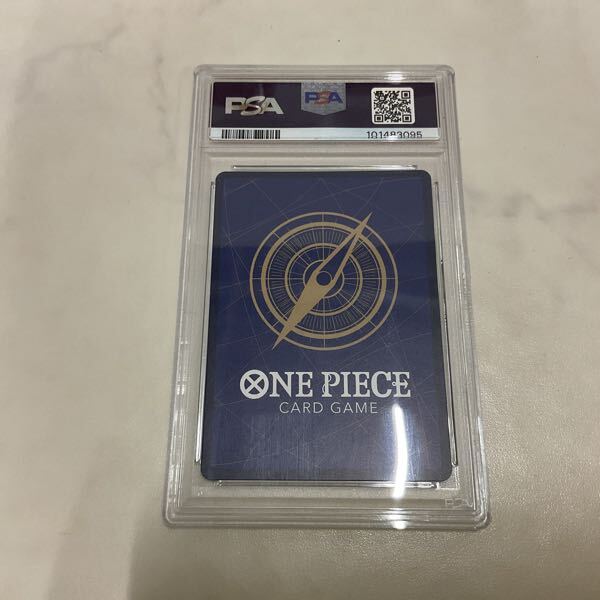 PSA
PSA
101483095
ONE PIECE
CARD GAME